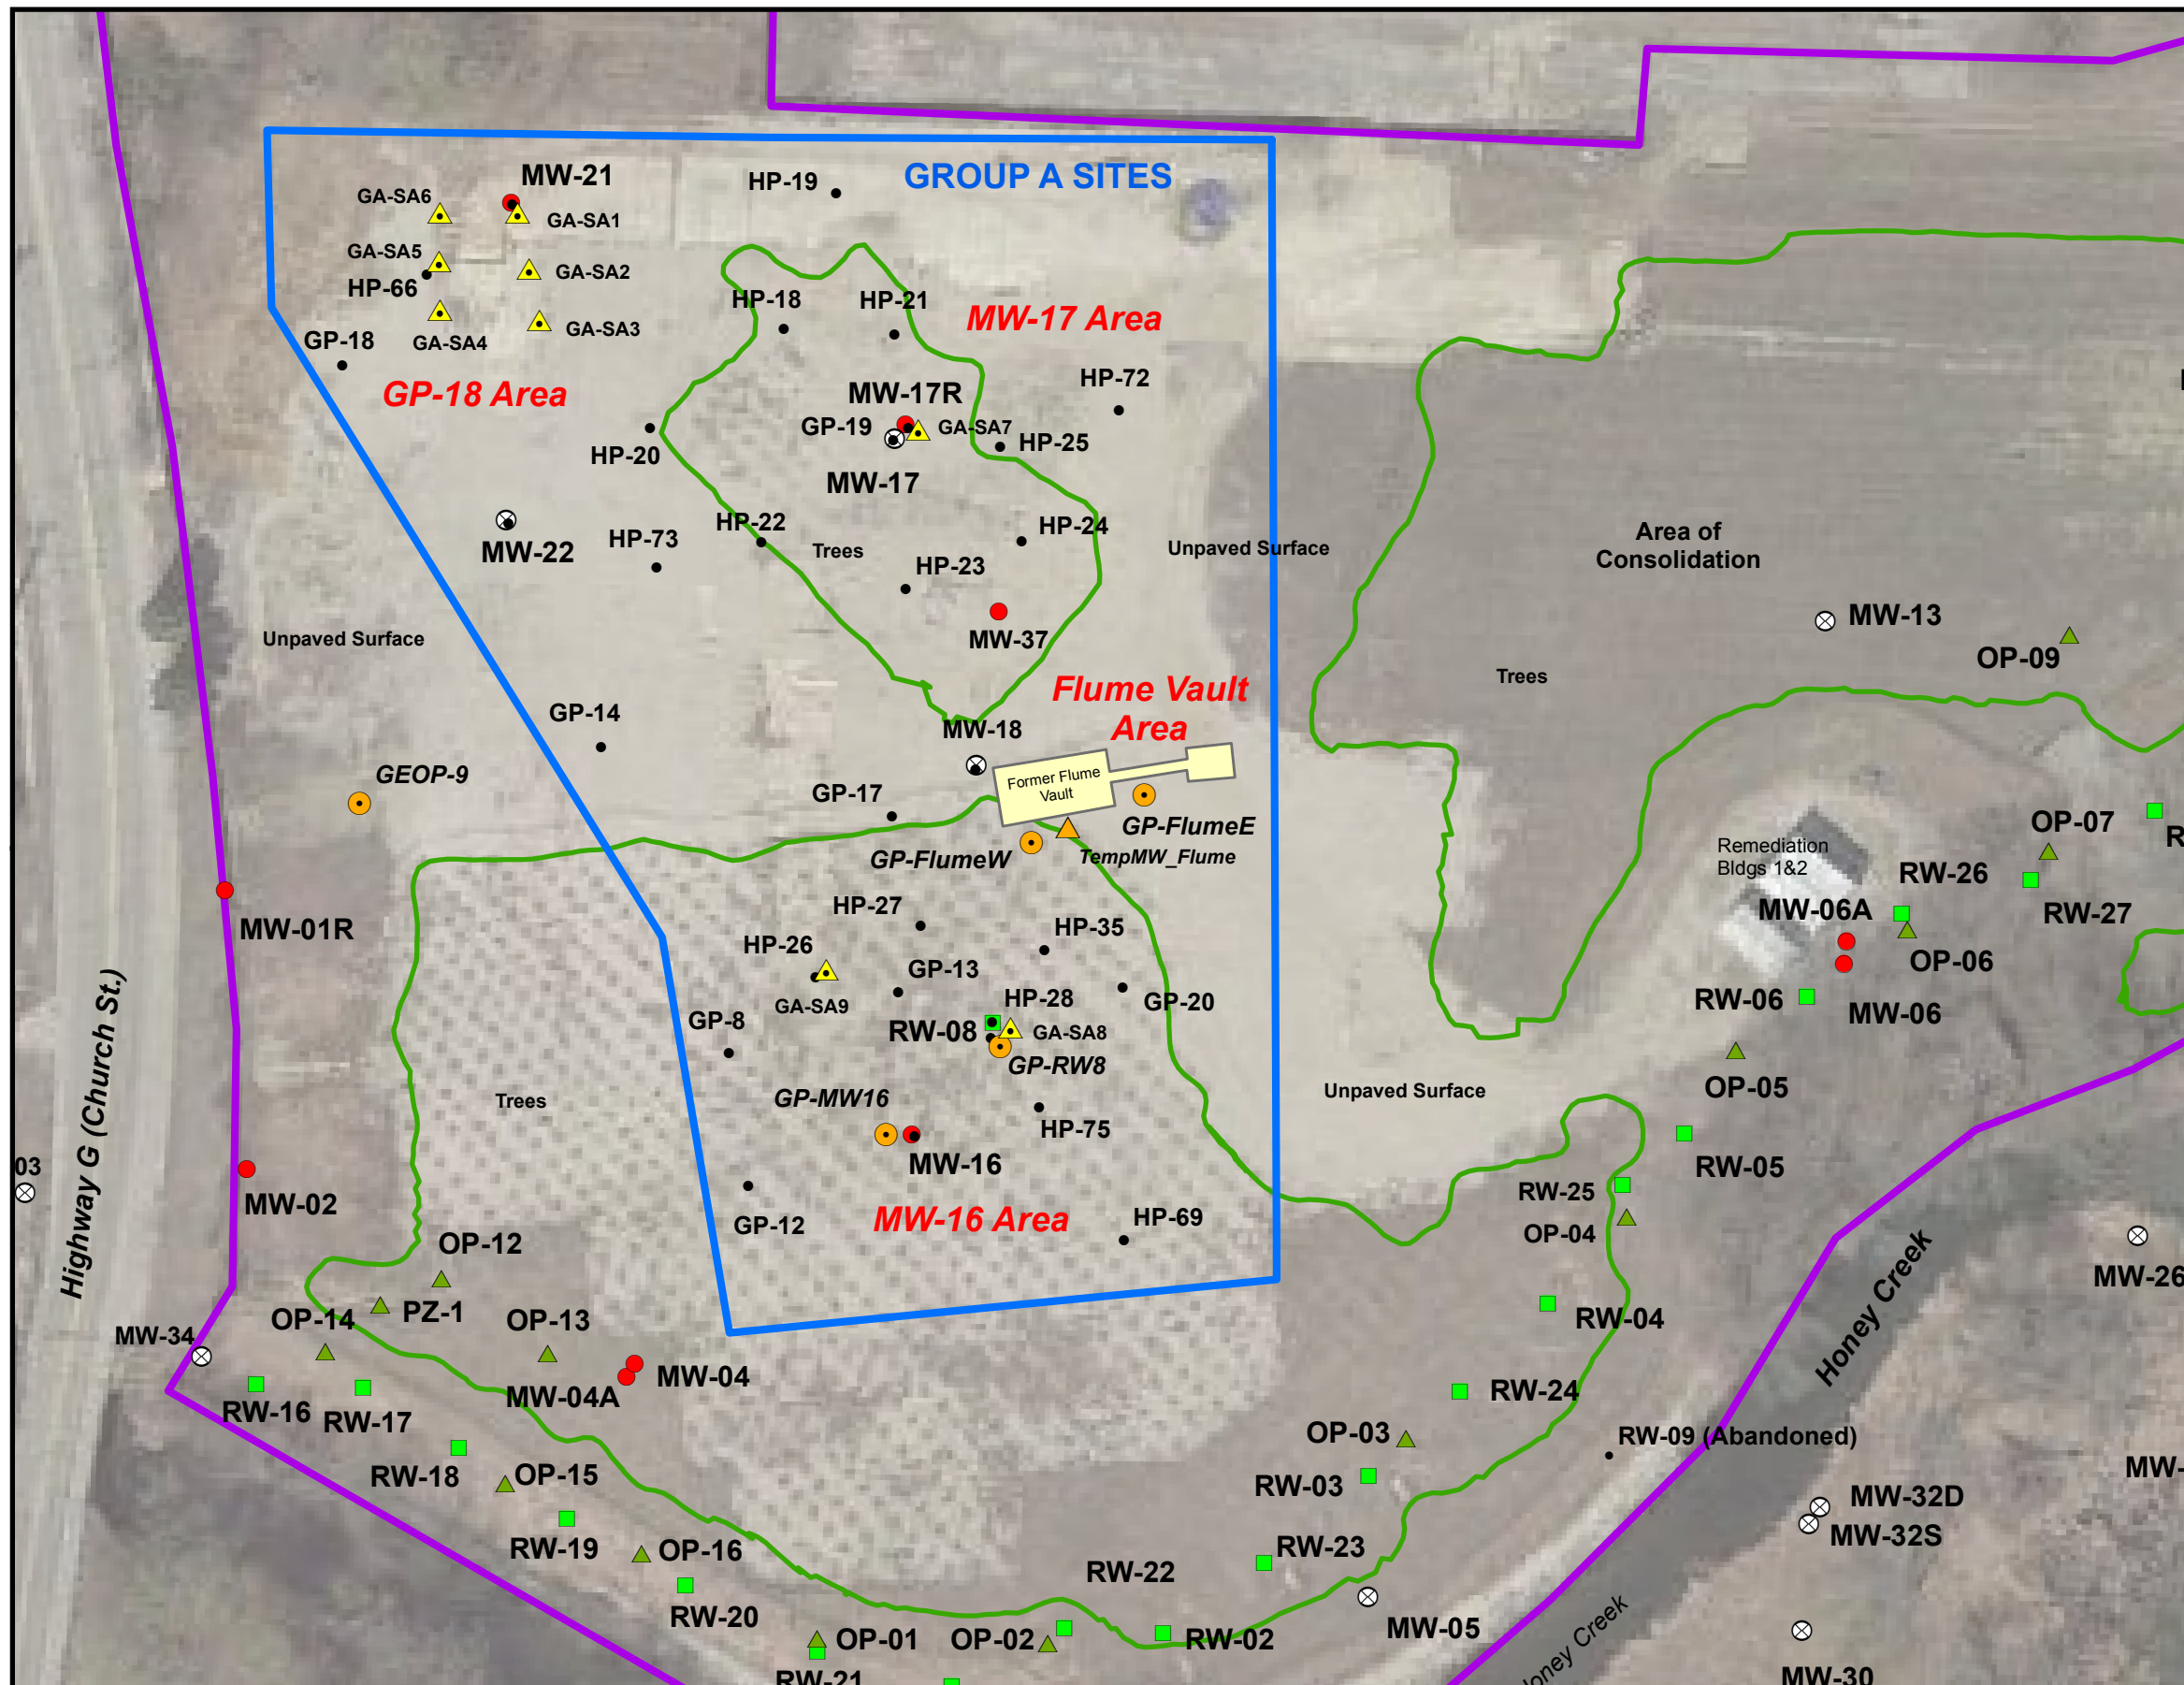 MW-21
HP-19
GROUP A SITES
GA-SA6
GA-SA1
GA-SA5
GA-SA2
HP-66
HP-18
HP-21
MW-17 Area
GA-SA4
GA-SA3
GP-18
GP-18 Area
MW-17R
HP-72
GP-19
GA-SA7
HP-25
HP-20
MW-17
HP-22
HP-24
Area of
Consolidation
MW-22
HP-73
Trees
Unpaved Surface
HP-23
MW-13
Unpaved Surface
MW-37
OP-09
Trees
Flume Vault
Area
GP-14
MW-18
GEOP-9
Former Flume
Vault
GP-17
GP-FlumeE
GP-FlumeW
TempMW_Flume
OP-07
R
Remediation
Bldgs 1&2
RW-26
MW-06A
RW-27
HP-27
MW-01R
HP-35
HP-26
GP-13
OP-06
GA-SA9
HP-28
GP-20
RW-06
MW-06
GP-8
RW-08
GA-SA8
GP-RW8
OP-05
GP-MW16
Trees
Unpaved Surface
HP-75
Highway G (Church St.)
03
MW-16
RW-05
MW-02
RW-25
GP-12
MW-16 Area
HP-69
OP-04
OP-12
MW-26
Honey Creek
OP-14
PZ-1
OP-13
RW-04
MW-34
MW-04
MW-04A
RW-24
RW-16
RW-17
OP-03
RW-09 (Abandoned)
RW-18
OP-15
RW-03
MW-
MW-32D
MW-32S
RW-19
OP-16
RW-23
RW-22
RW-20
OP-01
OP-02
RW-02
MW-05
Honey Creek
RW-21
MW-30